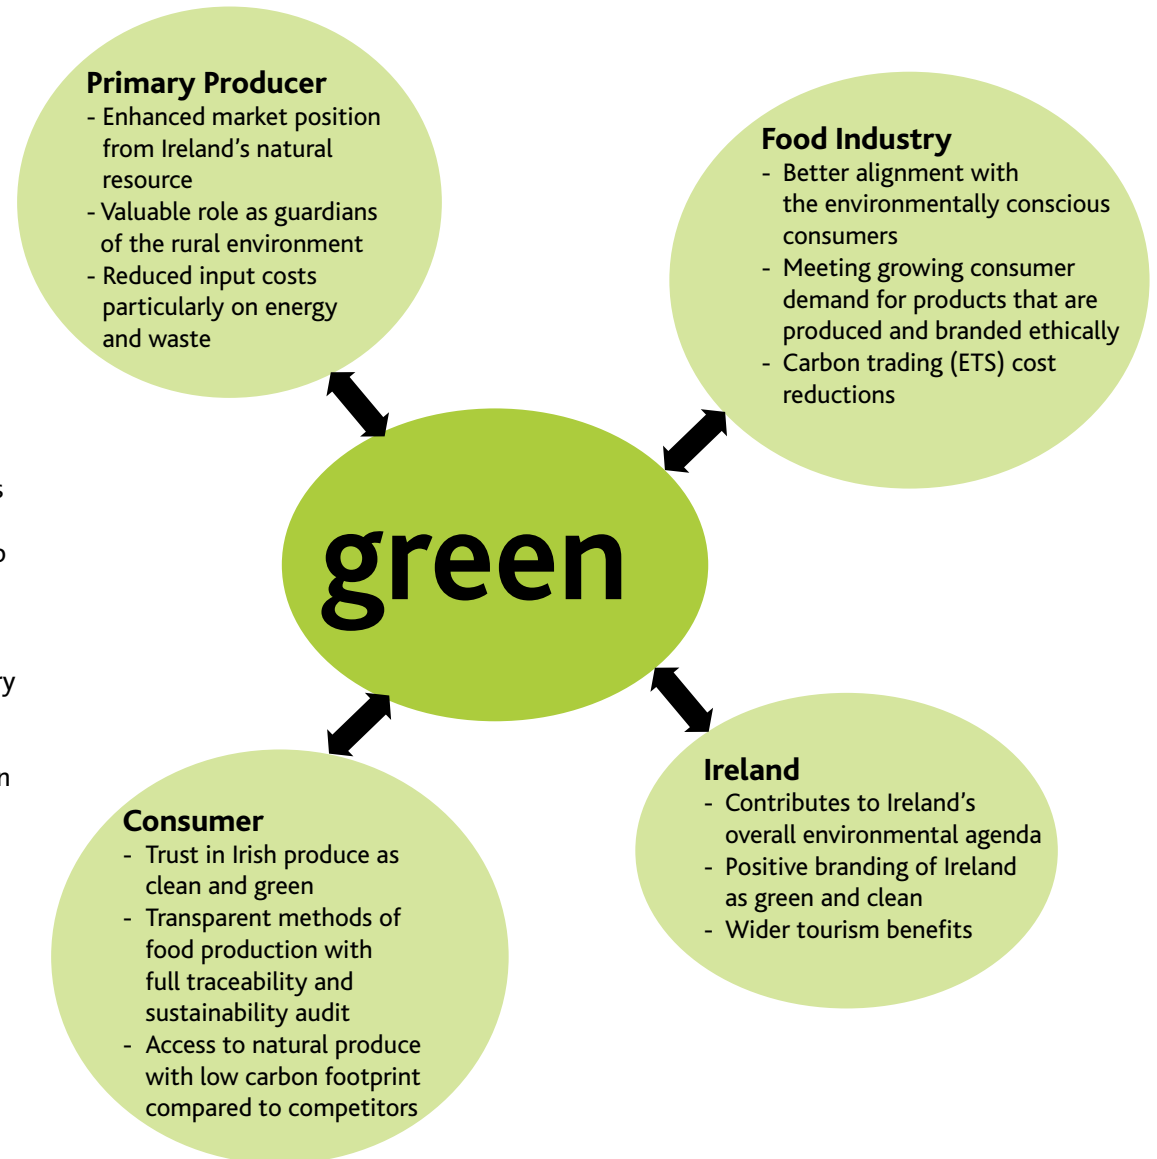 Primary Producer
- Enhanced market position
from Ireland's natural
resource
- Valuable role as guardians
of the rural environment
- Reduced input costs
particularly on energy
and waste
Food Industry
- Better alignment with
the environmentally conscious
consumers
- Meeting growing consumer
demand for products that are
produced and branded ethically
- Carbon trading (ETS) cost
reductions
green
Consumer
- Trust in Irish produce as
clean and green
- Transparent methods of
food production with
full traceability and
sustainability audit
- Access to natural produce
with low carbon footprint
compared to competitors
Ireland
- Contributes to Ireland's
overall environmental agenda
- Positive branding of Ireland
as green and clean
- Wider tourism benefits